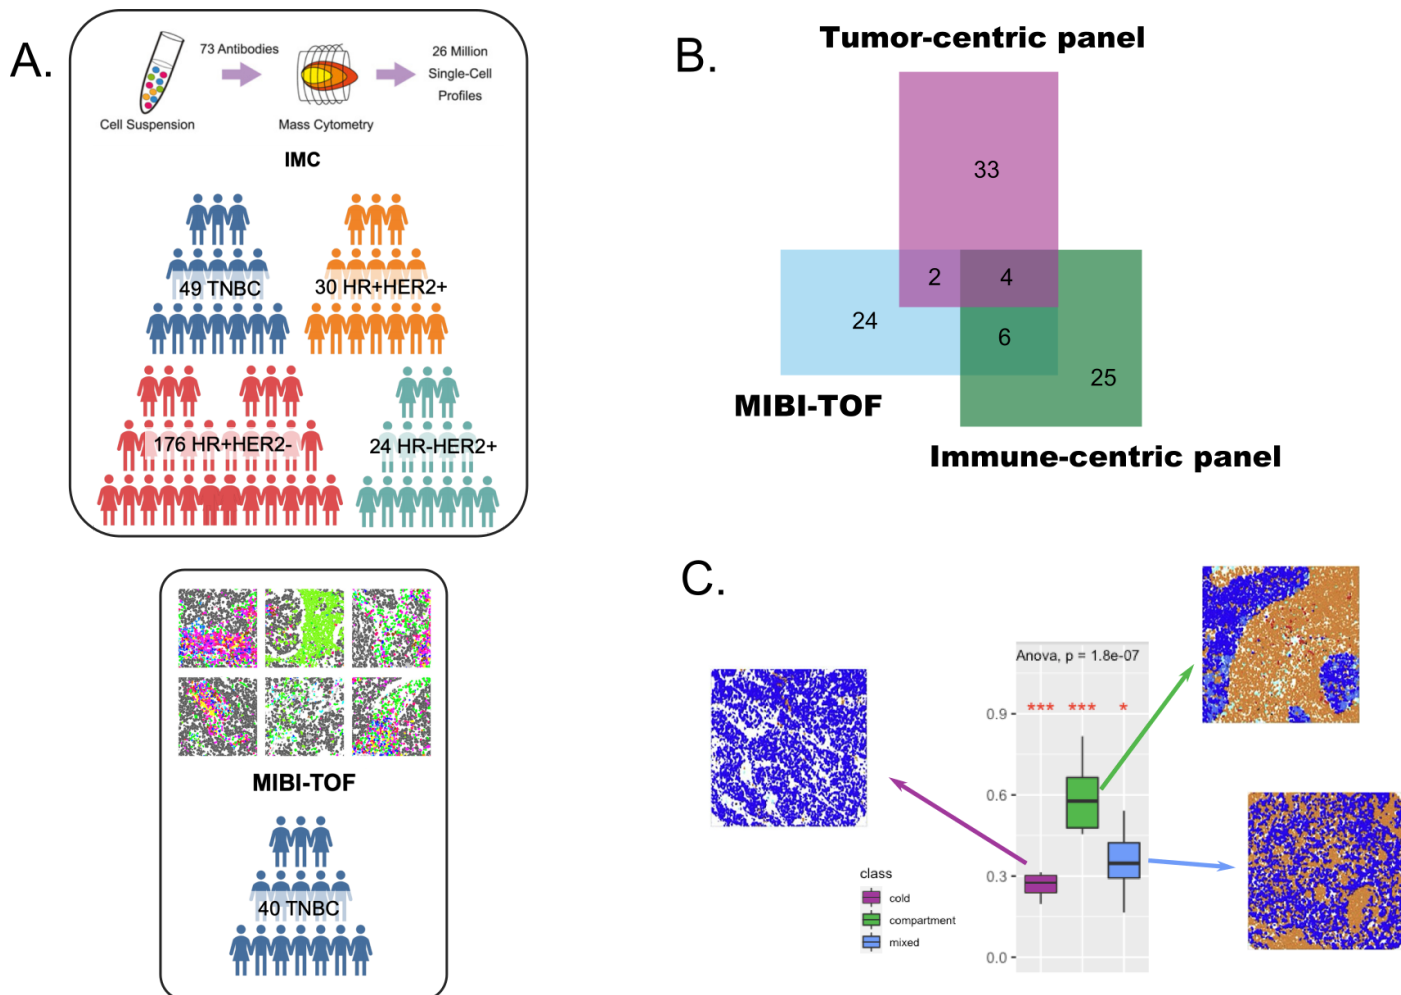 A.
73 Antibodies
26 Million
Single-Cell
Profiles
Cell Suspension
Mass Cytometry
IMC
49 TNBC
30 HR+HER2+
176 HR+HER2-
24 HR-HER2+
MIBI-TOF
40 TNBC
B.
Tumor-centric panel
33
2
4
24
6
25
MIBI-TOF
Immune-centric panel
C.
Anova, p = 1.8e-07
*** *** *
0.9
0.6
0.3
0.0
class
cold
compartment
mixed